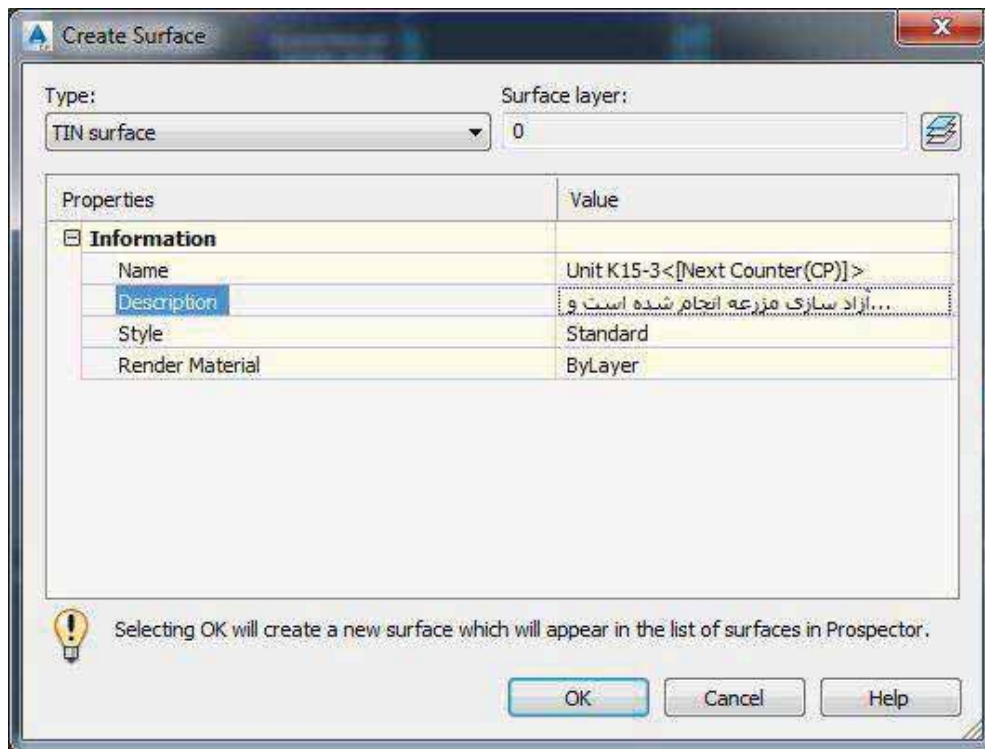 Create Surface
Type:
Surface layer:
TIN surface
0
Properties Value
Information
Name Unit K15-3<[Next Counter(CP)]>
Description آزاد سازی مزرعه انجام شده است و...
Style Standard
Render Material ByLayer
Selecting OK will create a new surface which will appear in the list of surfaces in Prospector.
OK Cancel Help